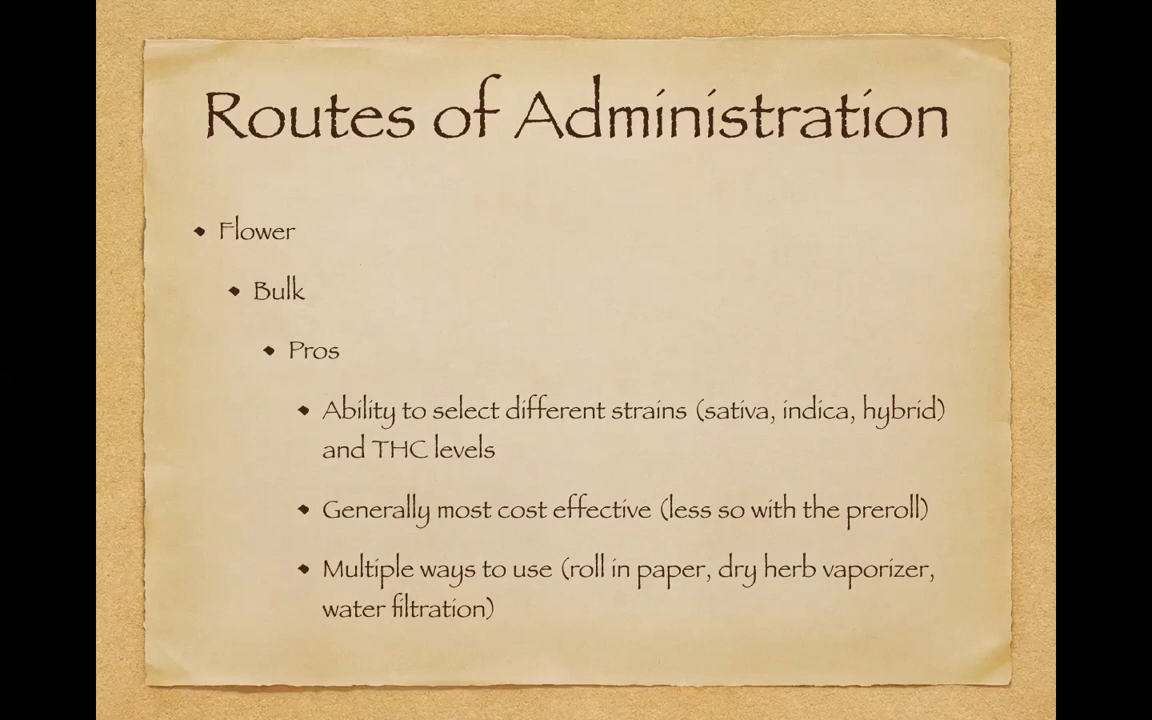 Routes of Administration
• Flower
• Bulk
• Pros
• Ability to select different strains (sativa, indica, hybrid)
and THC levels
• Generally most cost effective (less so with the preroll)
• Multiple ways to use (roll in paper, dry herb vaporizer,
water filtration)